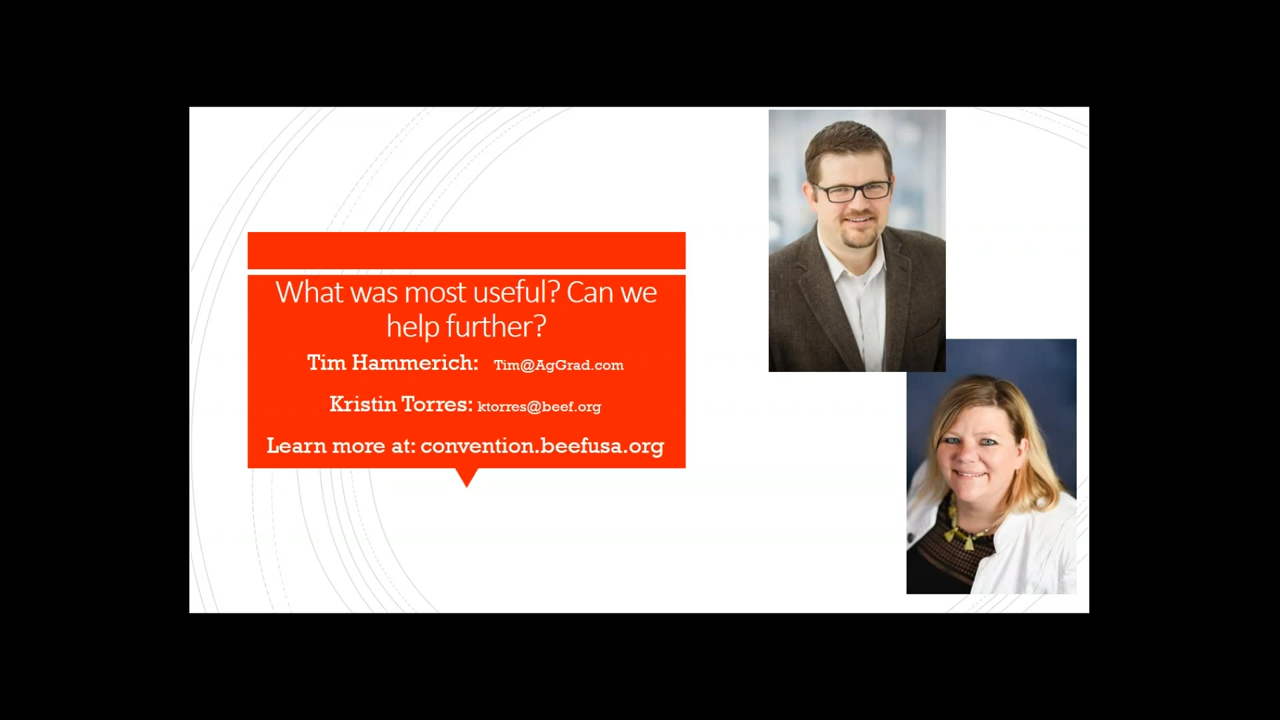 What was most useful? Can we
help further?
Tim Hammerich: Tim@AgGrad.com
Kristin Torres: ktorres@beef.org
Learn more at: convention.beefusa.org